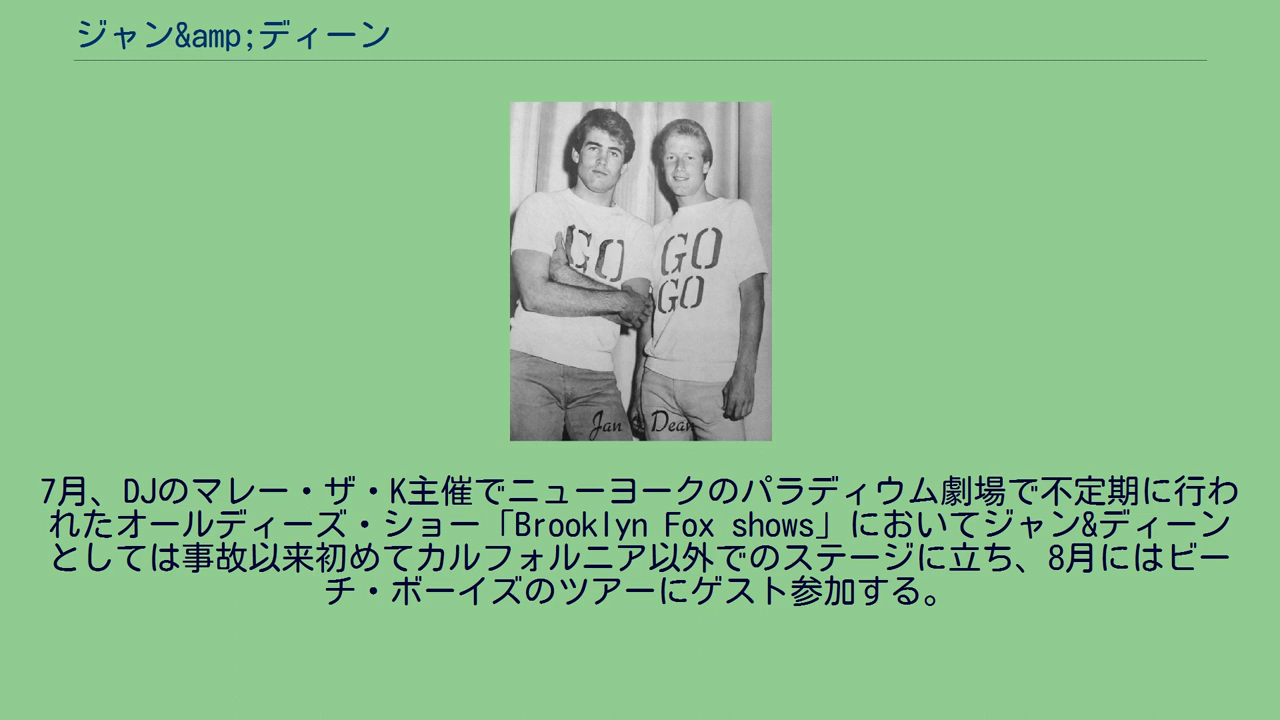 ジャン&amp;ディーン
GO
GO
GO
Jan & Dean
7月、DJのマレー・ザ・K主催でニューヨークのパラディウム劇場で不定期に行わ
れたオールディーズ・ショー「Brooklyn Fox shows」においてジャン&ディーン
としては事故以来初めてカルフォルニア以外でのステージに立ち、8月にはビー
チ・ボーイズのツアーにゲスト参加する。